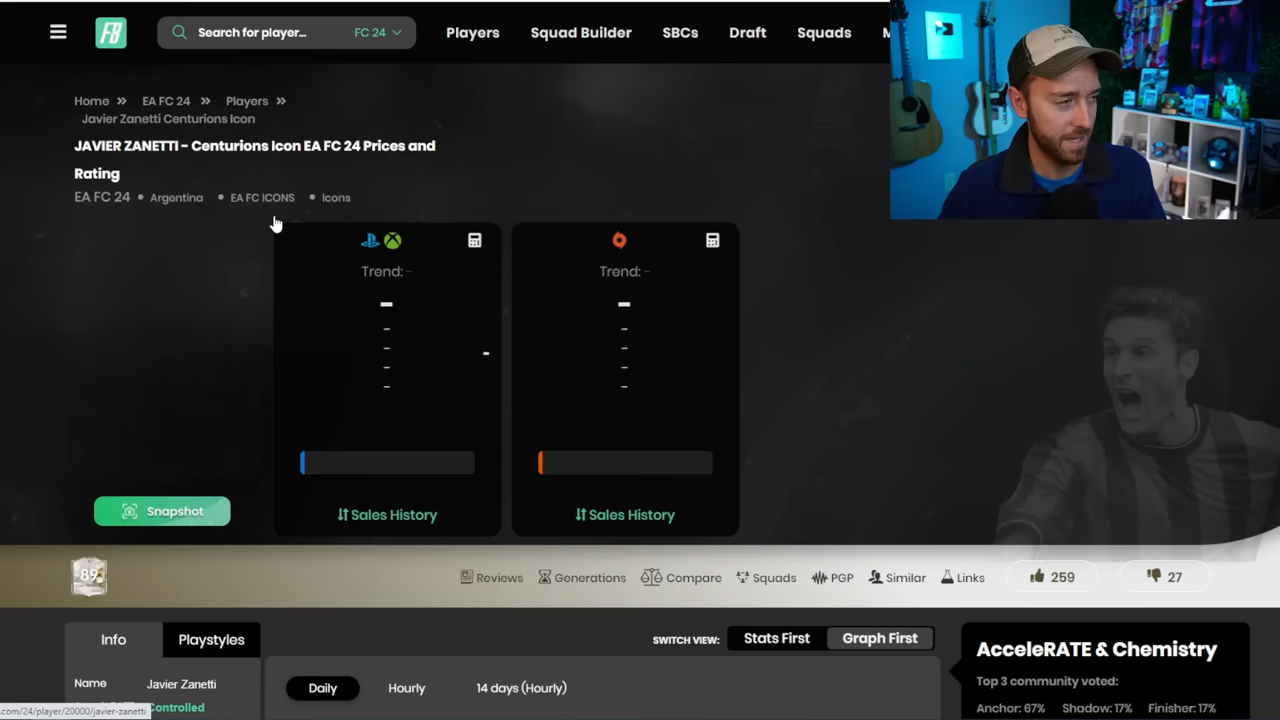 FB Search for player... FC 24 Players Squad Builder SBCs Draft Squads
Home » EA FC 24 » Players »
Javier Zanetti Centurions Icon
JAVIER ZANETTI - Centurions Icon EA FC 24 Prices and
Rating
EA FC 24 • Argentina • EA FC ICONS • Icons
Trend: - Trend: -
Snapshot
Sales History Sales History
89
Reviews Generations Compare Squads PGP Similar Links 259 27
Info Playstyles
SWITCH VIEW: Stats First Graph First
AcceleRATE & Chemistry
Top 3 community voted:
Name Javier Zanetti
Daily Hourly 14 days (Hourly)
Controlled
Anchor: 67% Shadow: 17% Finisher: 17%
.com/24/player/20000/javier-zanetti